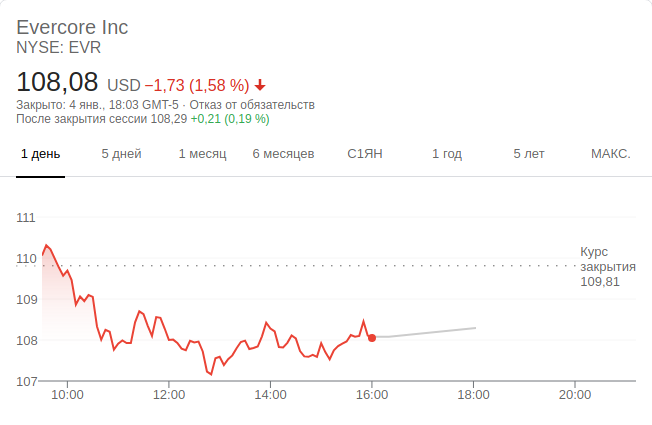 Evercore Inc
NYSE: EVR
108,08 USD −1,73 (1,58 %)
Закрыто: 4 янв., 18:03 GMT-5 · Отказ от обязательств
После закрытия сессии 108,29 +0,21 (0,19 %)
1 день 5 дней 1 месяц 6 месяцев С1ЯН 1 год 5 лет МАКС.
111
110
109
108
107
Курс
закрытия
109,81
10:00 12:00 14:00 16:00 18:00 20:00